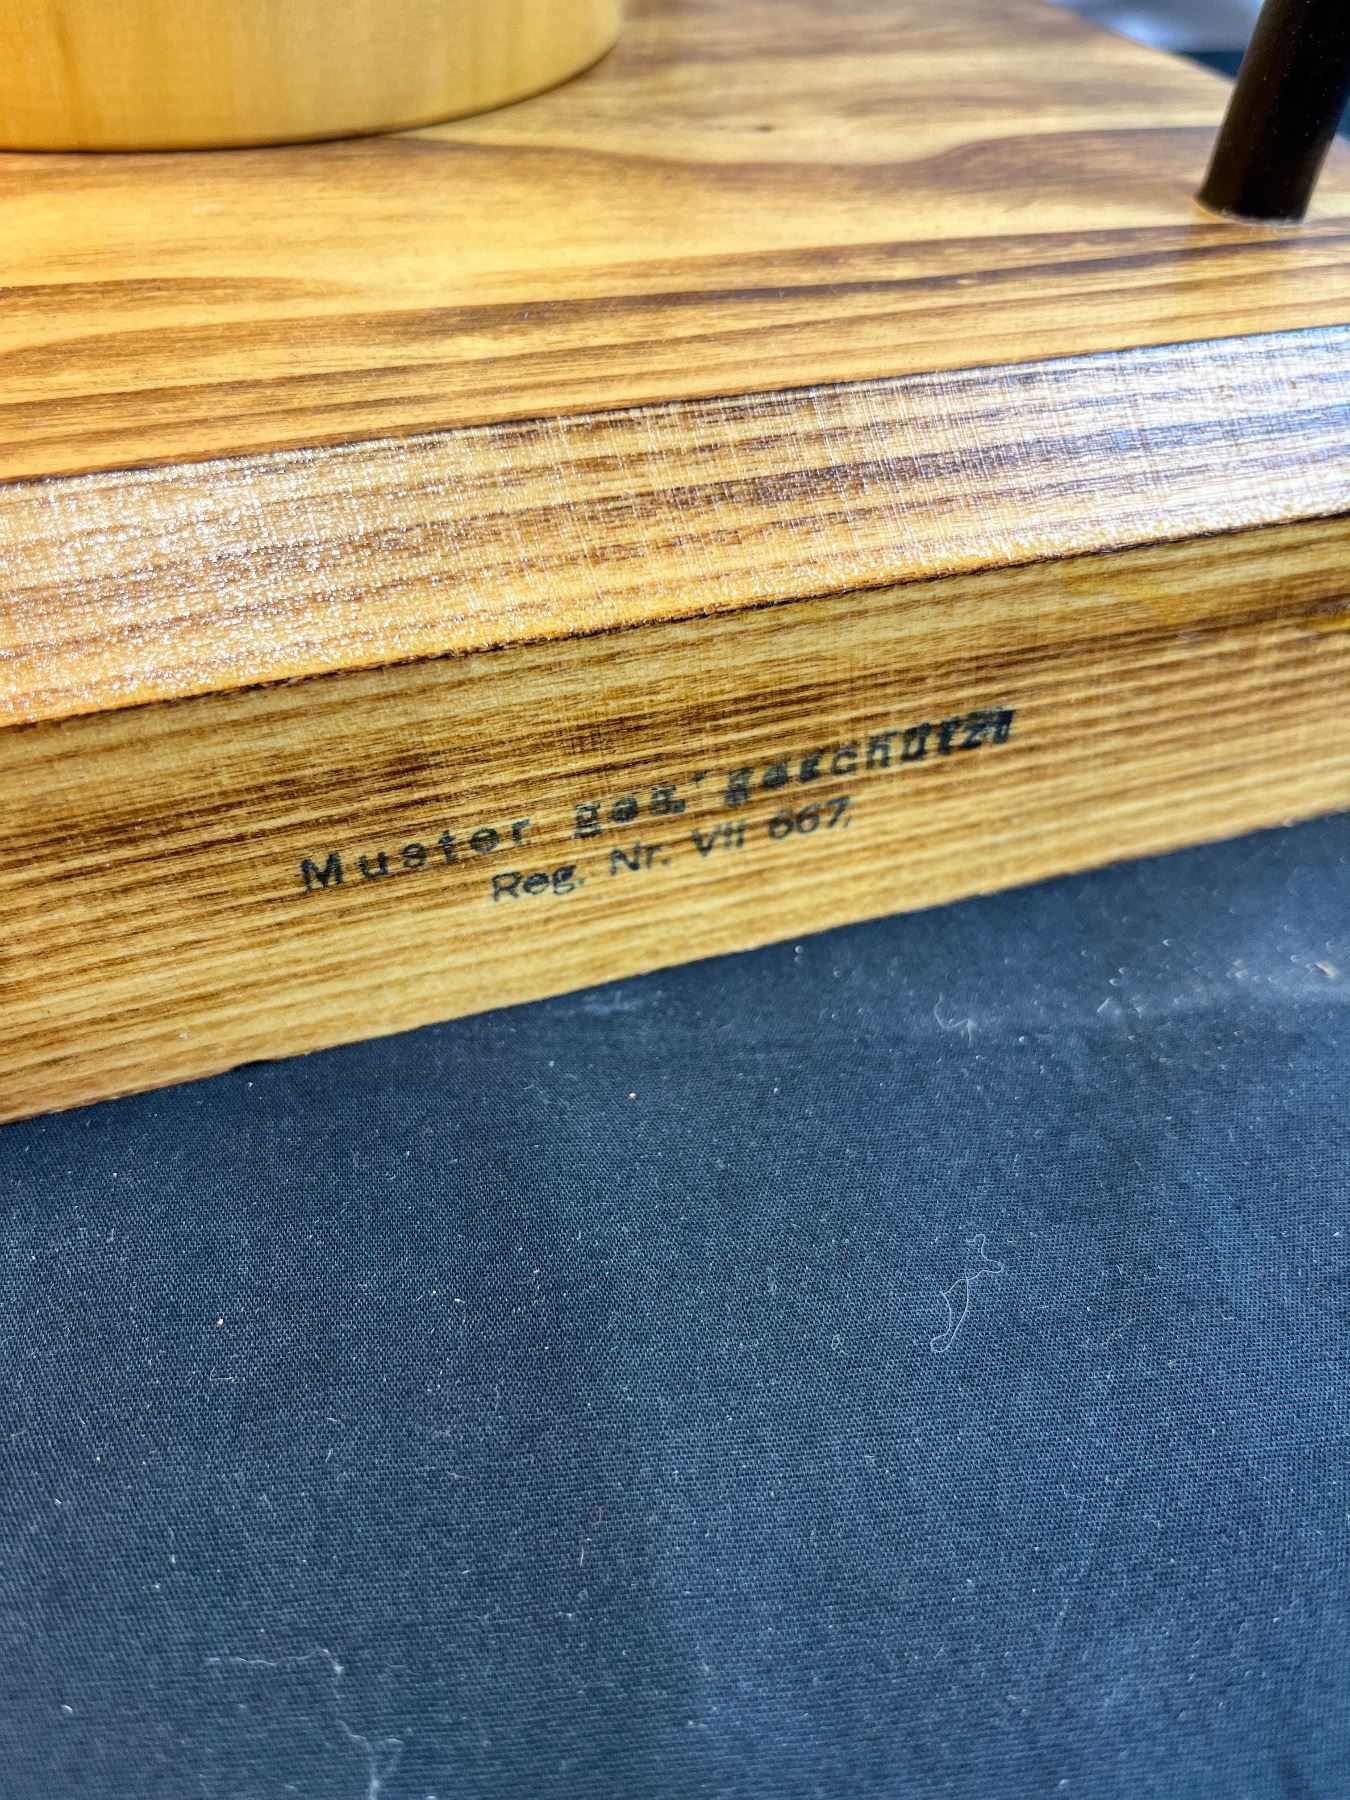 Muster ges. geschützt
Reg. Nr. VII 667.